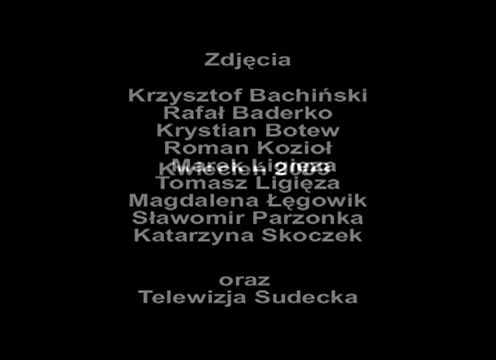 Zdjęcia
Krzysztof Bachiński
Rafał Baderko
Krystian Botew
Roman Kozioł
Marek Ligięza
Tomasz Ligięza
Magdalena Łęgowik
Sławomir Parzonka
Katarzyna Skoczek
oraz
Telewizja Sudecka